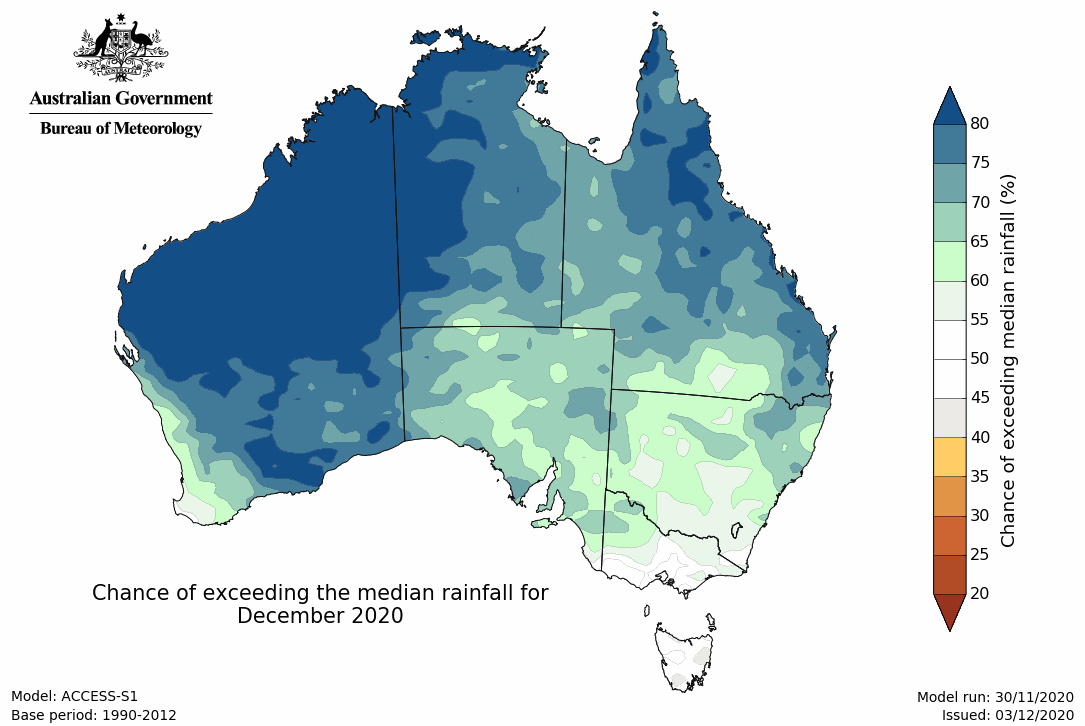 AUSTRALIA
Australian Government
Bureau of Meteorology
80
75
70
65
60
55
50
45
40
35
30
25
20
Chance of exceeding median rainfall (%)
Chance of exceeding the median rainfall for
December 2020
Model: ACCESS-S1
Base period: 1990-2012
Model run: 30/11/2020
Issued: 03/12/2020